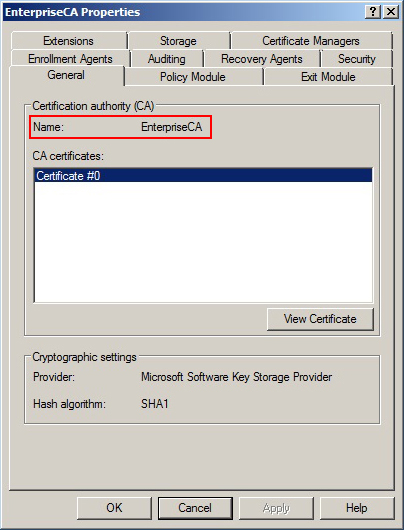 EnterpriseCA Properties
Extensions Storage Certificate Managers
Enrollment Agents Auditing Recovery Agents Security
General Policy Module Exit Module
Certification authority (CA)
Name: EnterpriseCA
CA certificates:
Certificate #0
View Certificate
Cryptographic settings
Provider: Microsoft Software Key Storage Provider
Hash algorithm: SHA1
OK Cancel Apply Help